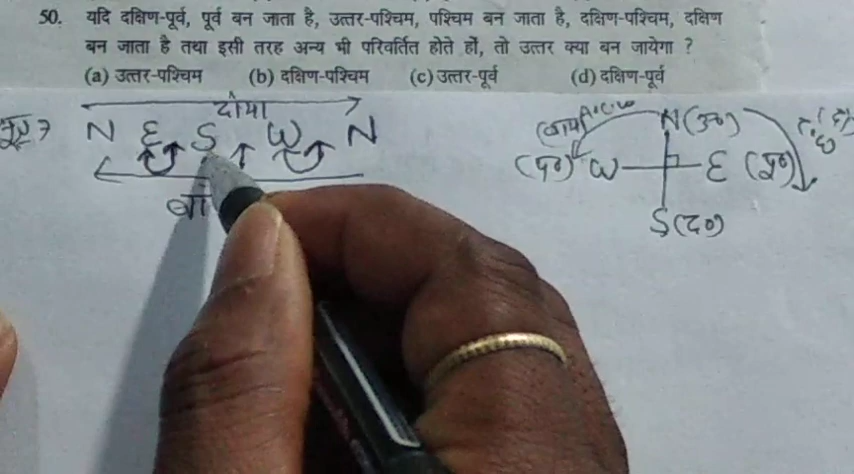 50. यदि दक्षिण-पूर्व, पूर्व बन जाता है, उत्तर-पश्चिम, पश्चिम बन जाता है, दक्षिण-पश्चिम, दक्षिण
बन जाता है तथा इसी तरह अन्य भी परिवर्तित होते हों, तो उत्तर क्या बन जायेगा ?
(a) उत्तर-पश्चिम (b) दक्षिण-पश्चिम (c) उत्तर-पूर्व (d) दक्षिण-पूर्व
दाया
N E S W N
बा
N (उ०)
(प०) W E (पू०)
S (द०)